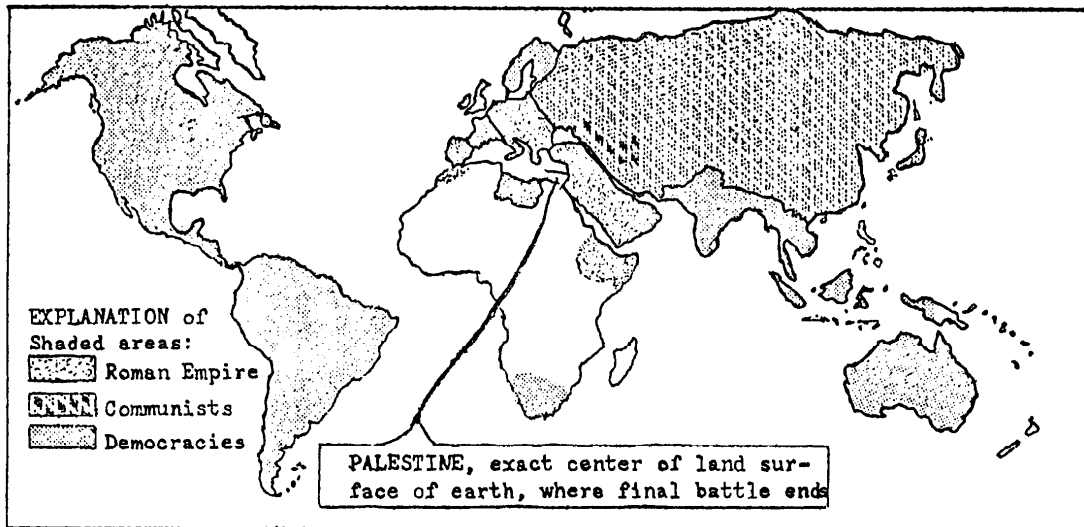 EXPLANATION of
Shaded areas:
Roman Empire
Communists
Democracies
PALESTINE, exact center of land sur-
face of earth, where final battle ends